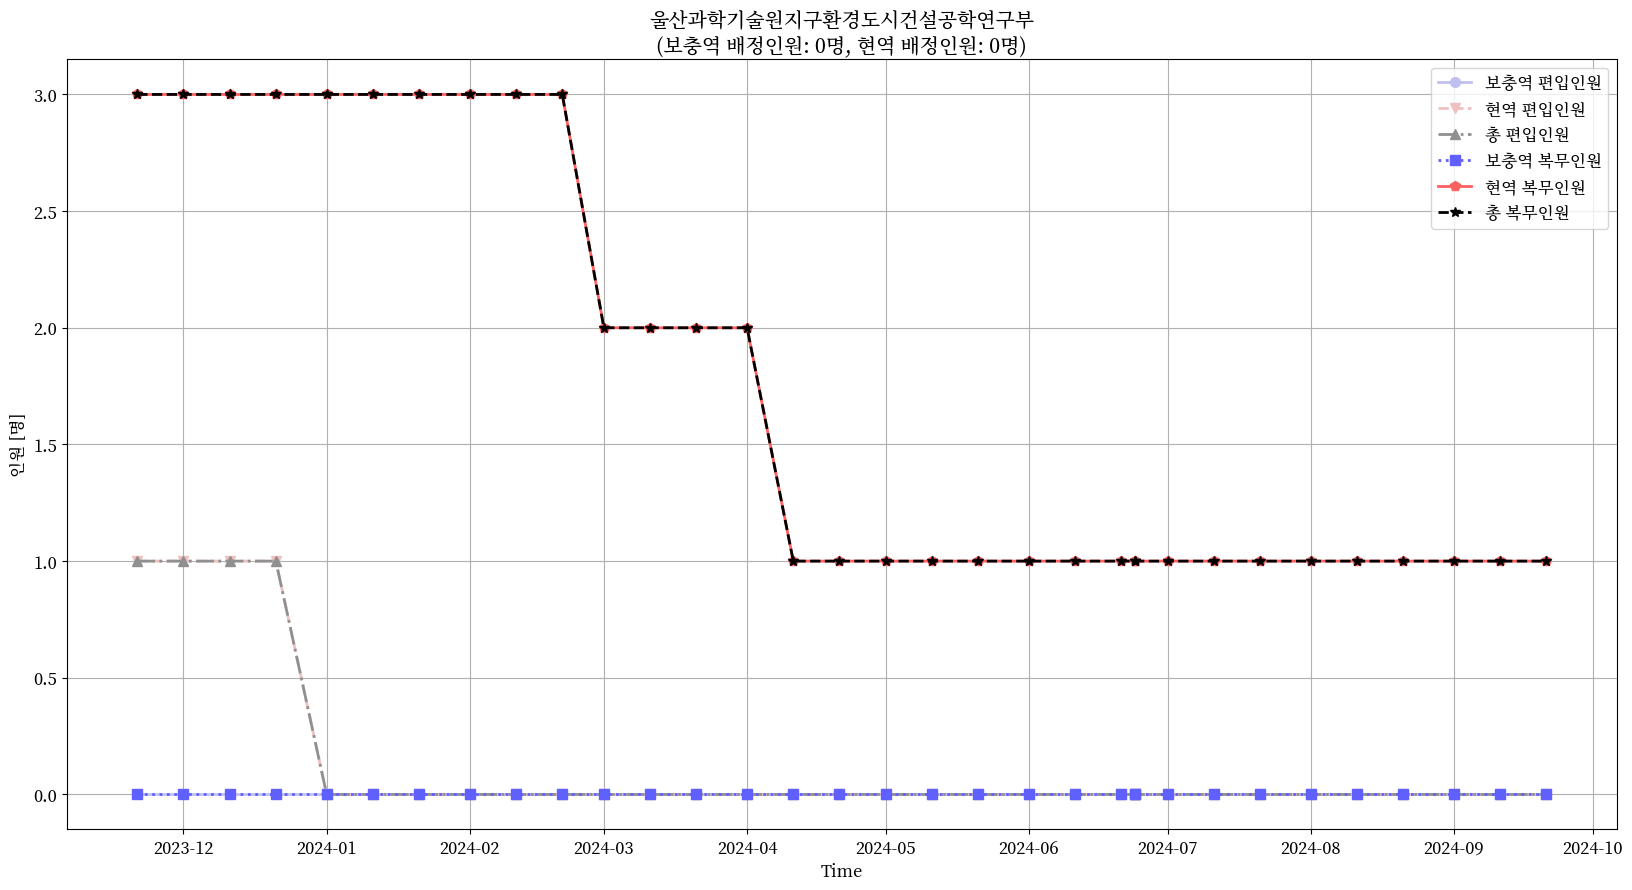 울산과학기술원지구환경도시건설공학연구부
(보충역 배정인원: 0명, 현역 배정인원: 0명)
보충역 편입인원
현역 편입인원
총 편입인원
보충역 복무인원
현역 복무인원
총 복무인원
인원 [명]
3.0
2.5
2.0
1.5
1.0
0.5
0.0
2023-12
2024-01
2024-02
2024-03
2024-04
2024-05
2024-06
2024-07
2024-08
2024-09
2024-10
Time